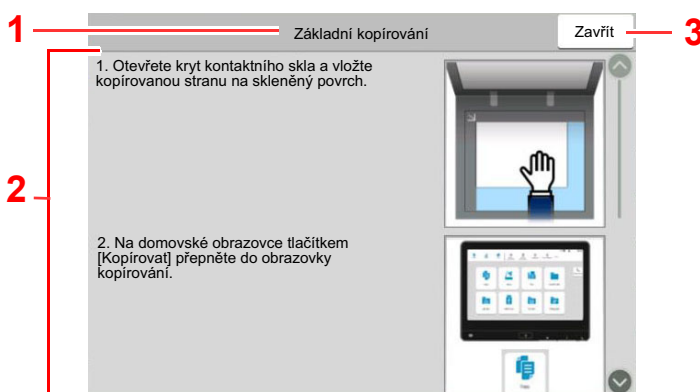 1
Základní kopírování
Zavřít
3
2
1. Otevřete kryt kontaktního skla a vložte
kopírovanou stranu na skleněný povrch.
2. Na domovské obrazovce tlačítkem
[Kopírovat] přepněte do obrazovky
kopírování.